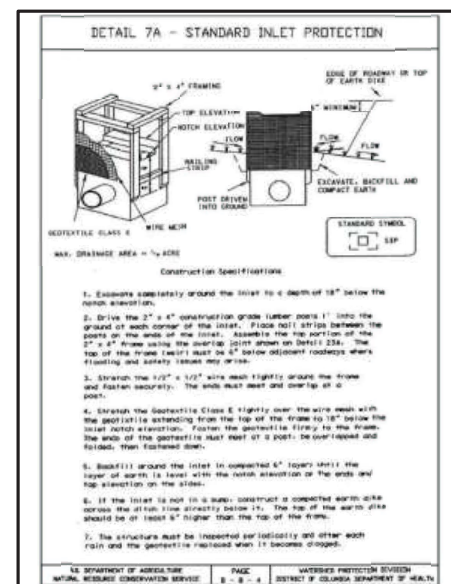 DETAIL 7A - STANDARD INLET PROTECTION
2" X 4" FRAMING
EDGE OF ROADWAY OR TOP
OF EARTH DIKE
TOP ELEVATION
6" MINIMUM
NOTCH ELEVATION
FLOW
FLOW
FLOW
NAILING
STRIP
EXCAVATE, BACKFILL AND
COMPACT EARTH
POST DRIVEN
INTO GROUND
WIRE MESH
GEOTEXTILE CLASS E
STANDARD SYMBOL
SIP
MAX. DRAINAGE AREA = ACRE
Construction Specifications
1. Excavate completely around the inlet to a depth of 18" below the
notch elevation.
2. Drive the 2" x 4" construction grade lumber posts 1' into the
ground at each corner of the inlet. Place nail strips between the
posts on the ends of the inlet. Assemble the top portion of the
2" x 4" frame using the overlap joint shown on Detail 23A. The
top of the frame (weir) must be 6" below adjacent roadways where
flooding and safety issues may arise.
3. Stretch the 1/2" x 1/2" wire mesh tightly around the frame
and fasten securely. The ends must meet and overlap at a
post.
4. Stretch the Geotextile Class E tightly over the wire mesh with
the geotextile extending from the top of the frame to 18" below the
inlet notch elevation. Fasten the geotextile firmly to the frame.
The ends of the geotextile must meet at a post, be overlapped and
folded, then fastened down.
5. Backfill around the inlet in compacted 6" layers until the
layer of earth is level with the notch elevation on the ends and
top elevation on the sides.
6. If the inlet is not in a sump, construct a compacted earth dike
across the ditch line directly below it. The top of the earth dike
should be at least 6" higher than the top of the frame.
7. The structure must be inspected periodically and after each
rain and the geotextile replaced when it becomes clogged.
U.S. DEPARTMENT OF AGRICULTURE
NATURAL RESOURCE CONSERVATION SERVICE
PAGE
B - 8 - 4
WATERSHED PROTECTION DIVISION
DISTRICT OF COLUMBIA DEPARTMENT OF HEALTH